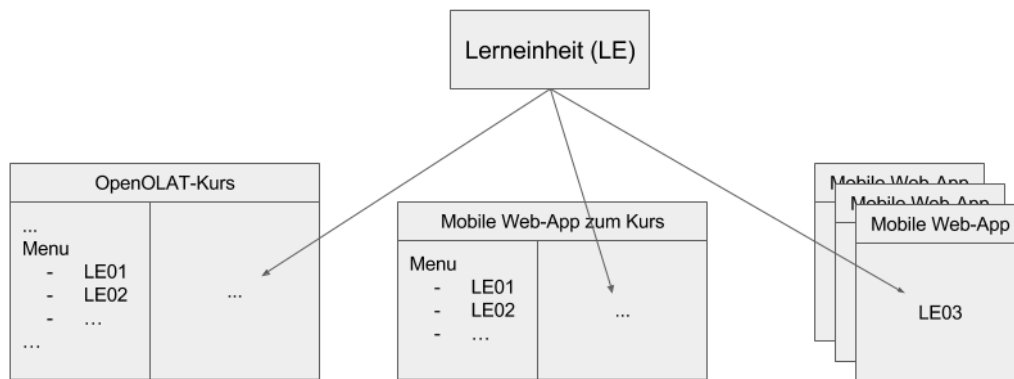 Lerneinheit (LE)
OpenOLAT-Kurs
...
Menu
- LE01
- LE02
- ...
...
...
Mobile Web-App zum Kurs
Menu
- LE01
- LE02
- ...
...
Mobile Web-App
Mobile Web-App
Mobile Web-App
LE03